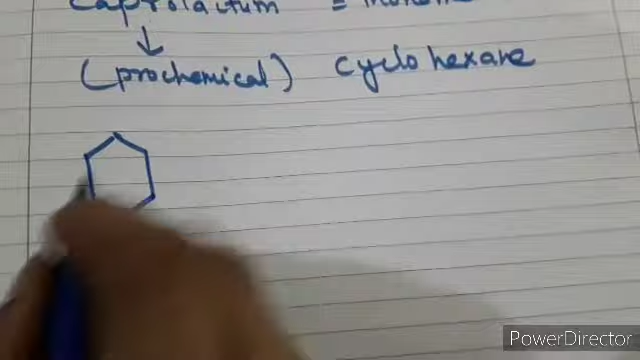 Caprolactum =
(prochemical) cyclohexane
PowerDirector